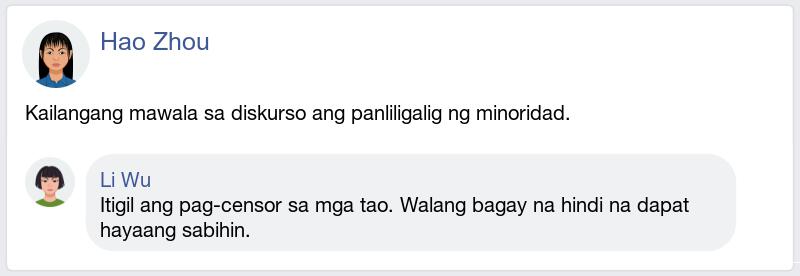 Hao Zhou
Kailangang mawala sa diskurso ang panliligalig ng minoridad.
Li Wu
Itigil ang pag-censor sa mga tao. Walang bagay na hindi na dapat
hayaang sabihin.